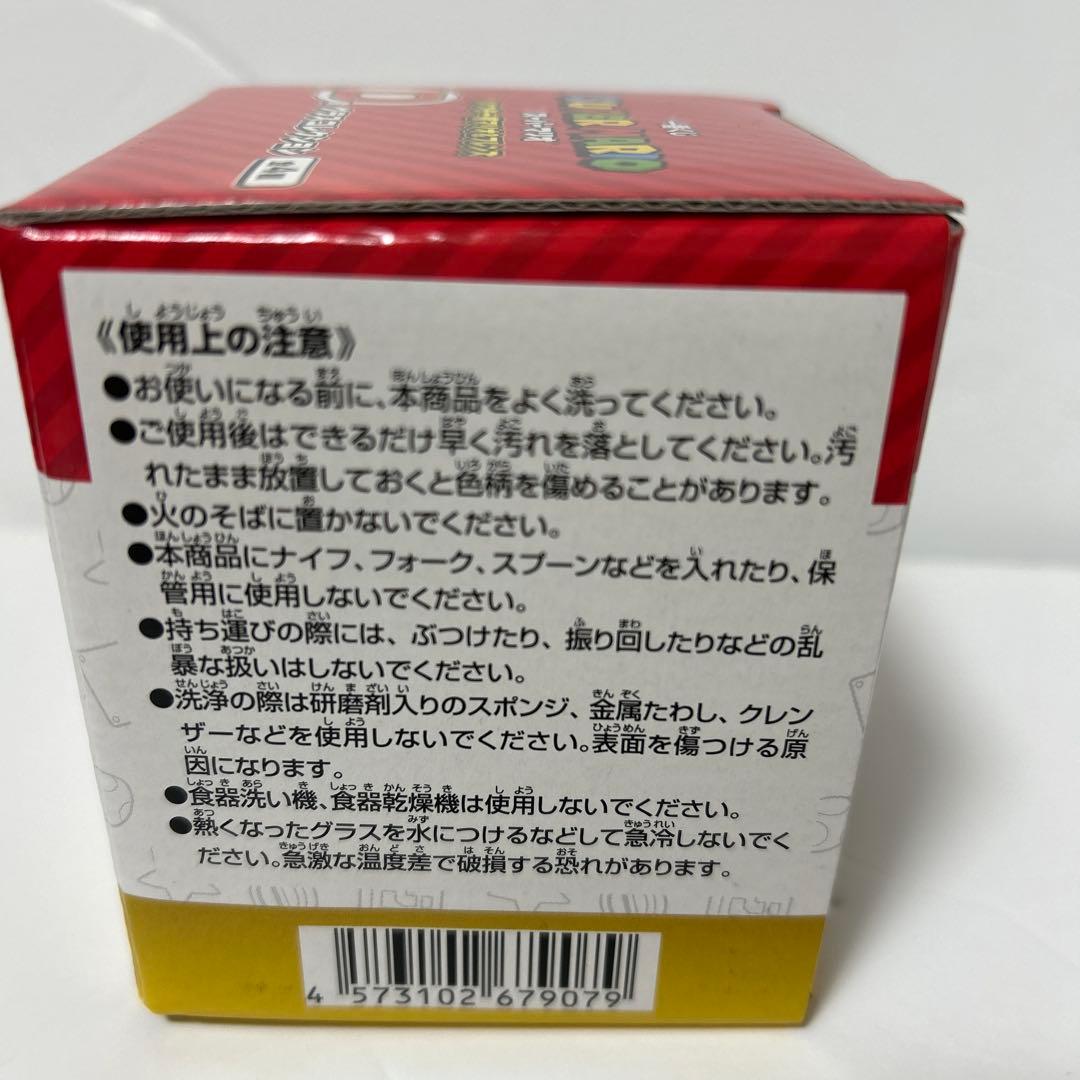 《使用上の注意》
●お使いになる前に、本商品をよく洗ってください。
●ご使用後はできるだけ早く汚れを落としてください。汚
れたまま放置しておくと色柄を傷めることがあります。
●火のそばに置かないでください。
●本商品にナイフ、フォーク、スプーンなどを入れたり、保
管用に使用しないでください。
●持ち運びの際には、ぶつけたり、振り回したりなどの乱
暴な扱いはしないでください。
●洗浄の際は研磨剤入りのスポンジ、金属たわし、クレン
ザーなどを使用しないでください。表面を傷つける原
因になります。
●食器洗い機、食器乾燥機は使用しないでください。
●熱くなったグラスを水につけるなどして急冷しないでく
ださい。急激な温度差で破損する恐れがあります。
4 573102 679079